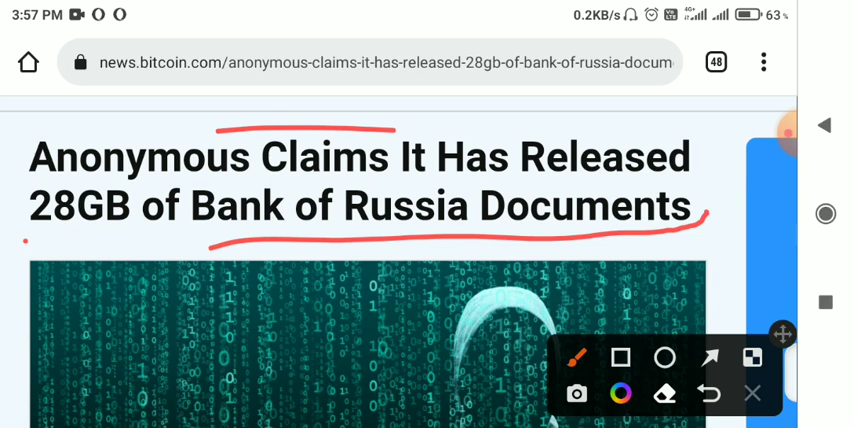 3:57 PM 0.2KB/s 4G+ 63%
48
news.bitcoin.com/anonymous-claims-it-has-released-28gb-of-bank-of-russia-docum
Anonymous Claims It Has Released
28GB of Bank of Russia Documents